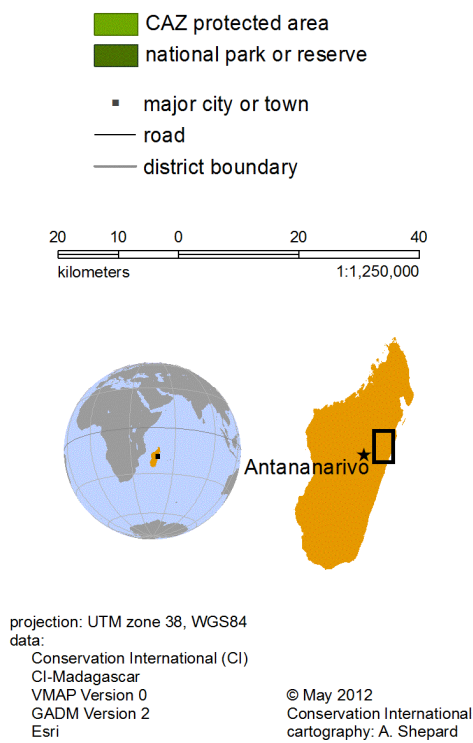 CAZ protected area
national park or reserve
major city or town
road
district boundary
20 10 0 20 40
kilometers 1:1,250,000
Antananarivo
projection: UTM zone 38, WGS84
data:
Conservation International (CI)
CI-Madagascar
VMAP Version 0
GADM Version 2
Esri
© May 2012
Conservation International
cartography: A. Shepard